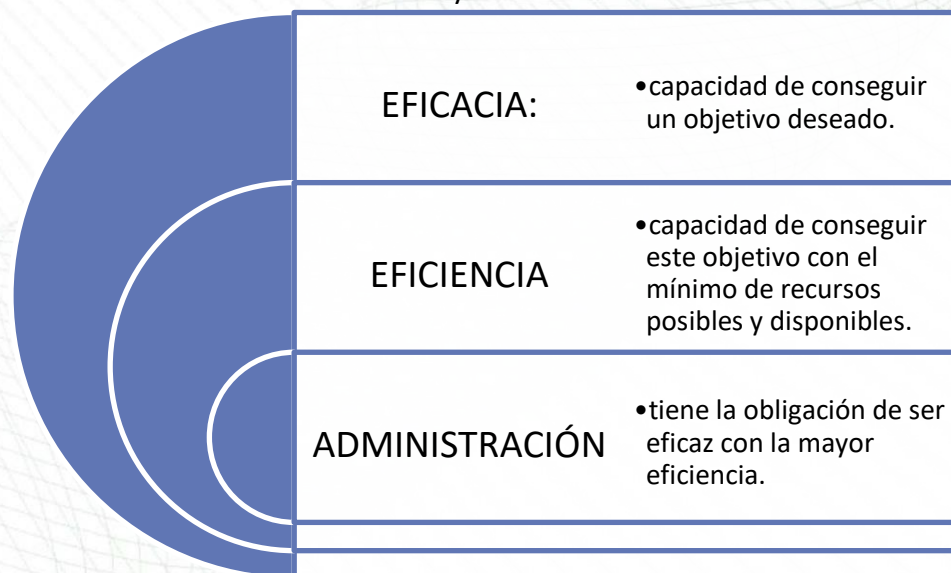 EFICACIA:
•capacidad de conseguir
un objetivo deseado.
EFICIENCIA
•capacidad de conseguir
este objetivo con el
mínimo de recursos
posibles y disponibles.
ADMINISTRACIÓN
•tiene la obligación de ser
eficaz con la mayor
eficiencia.